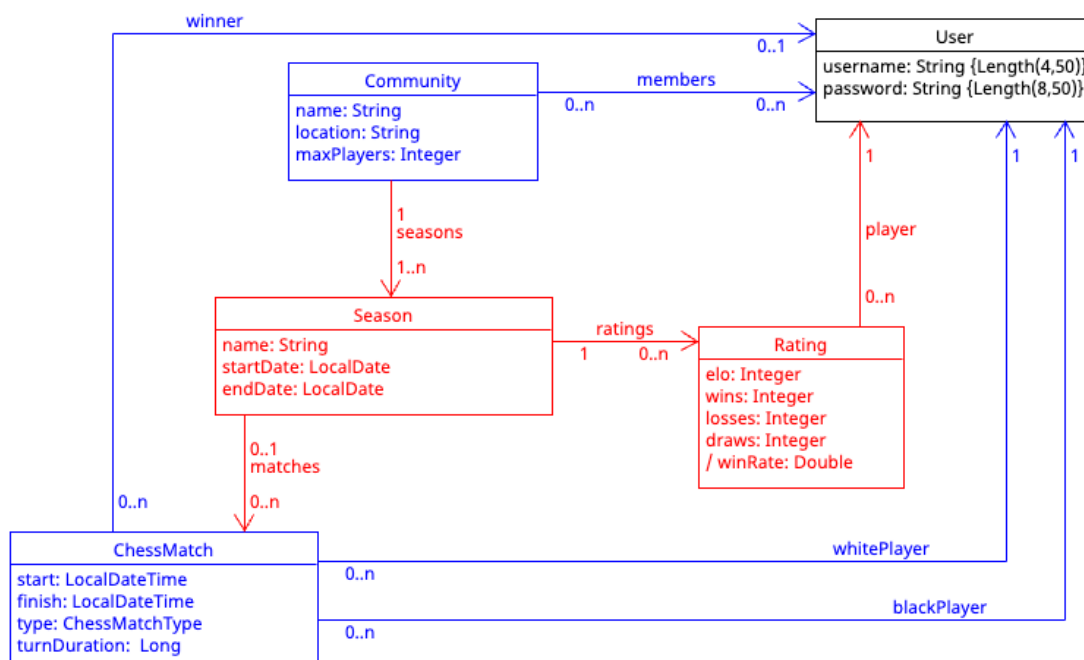 winner
0..1
User
username: String {Length(4,50)}
password: String {Length(8,50)}
Community
name: String
location: String
maxPlayers: Integer
members
0..n
0..n
1
1
1
1
seasons
1..n
player
0..n
Season
name: String
startDate: LocalDate
endDate: LocalDate
ratings
1
0..n
Rating
elo: Integer
wins: Integer
losses: Integer
draws: Integer
/ winRate: Double
0..1
matches
0..n
0..n
ChessMatch
start: LocalDateTime
finish: LocalDateTime
type: ChessMatchType
turnDuration:  Long
whitePlayer
0..n
blackPlayer
0..n